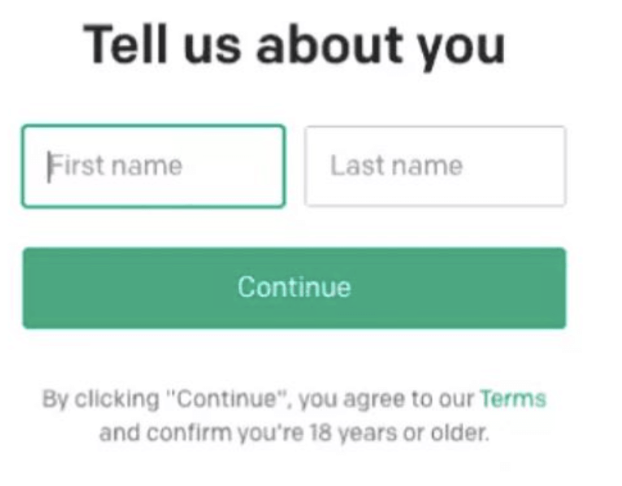 Tell us about you
First name
Last name
Continue
By clicking "Continue", you agree to our Terms
and confirm you're 18 years or older.